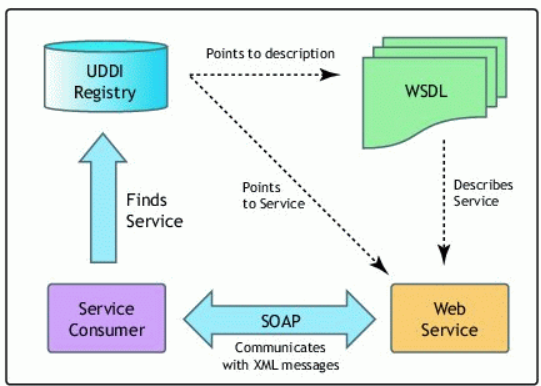 UDDI
Registry
Points to description
WSDL
Finds
Service
Points
to Service
Describes
Service
Service
Consumer
SOAP
Communicates
with XML messages
Web
Service